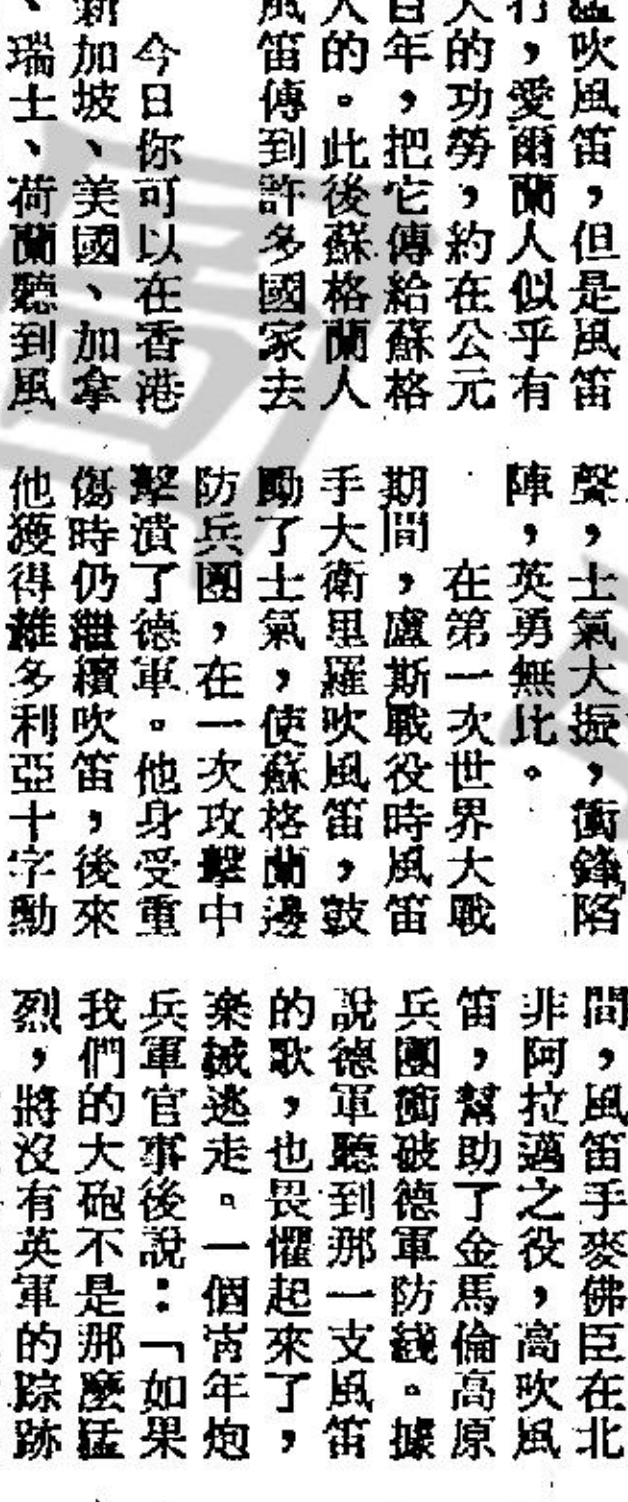 吹風笛，但是風笛
行，愛爾蘭人似乎有
大的功勞，約在公元
百年，把它傳給蘇格
人的。此後蘇格蘭人
風笛傳到許多國家去
今日你可以在香港
新加坡、美國、加拿
、瑞士、荷蘭聽到風
聲，士氣大振，衝鋒陷
陣，英勇無比。
在第一次世界大戰
期間，盧斯戰役時風笛
手大衛里羅吹風笛，鼓
勵了士氣，使蘇格蘭邊
防兵團，在一次攻擊中
擊潰了德軍。他身受重
傷時仍繼續吹笛，後來
他獲得維多利亞十字勳
間，風笛手麥佛臣在北
非阿拉邁之役，高吹風
笛，幫助了金馬倫高原
兵團衝破德軍防綫。據
說德軍聽到那一支風笛
的歌，也畏懼起來了，
棄械逃走。一個青年炮
兵軍官事後說：「如果
我們的大砲不是那麼猛
烈，將沒有英軍的踪跡